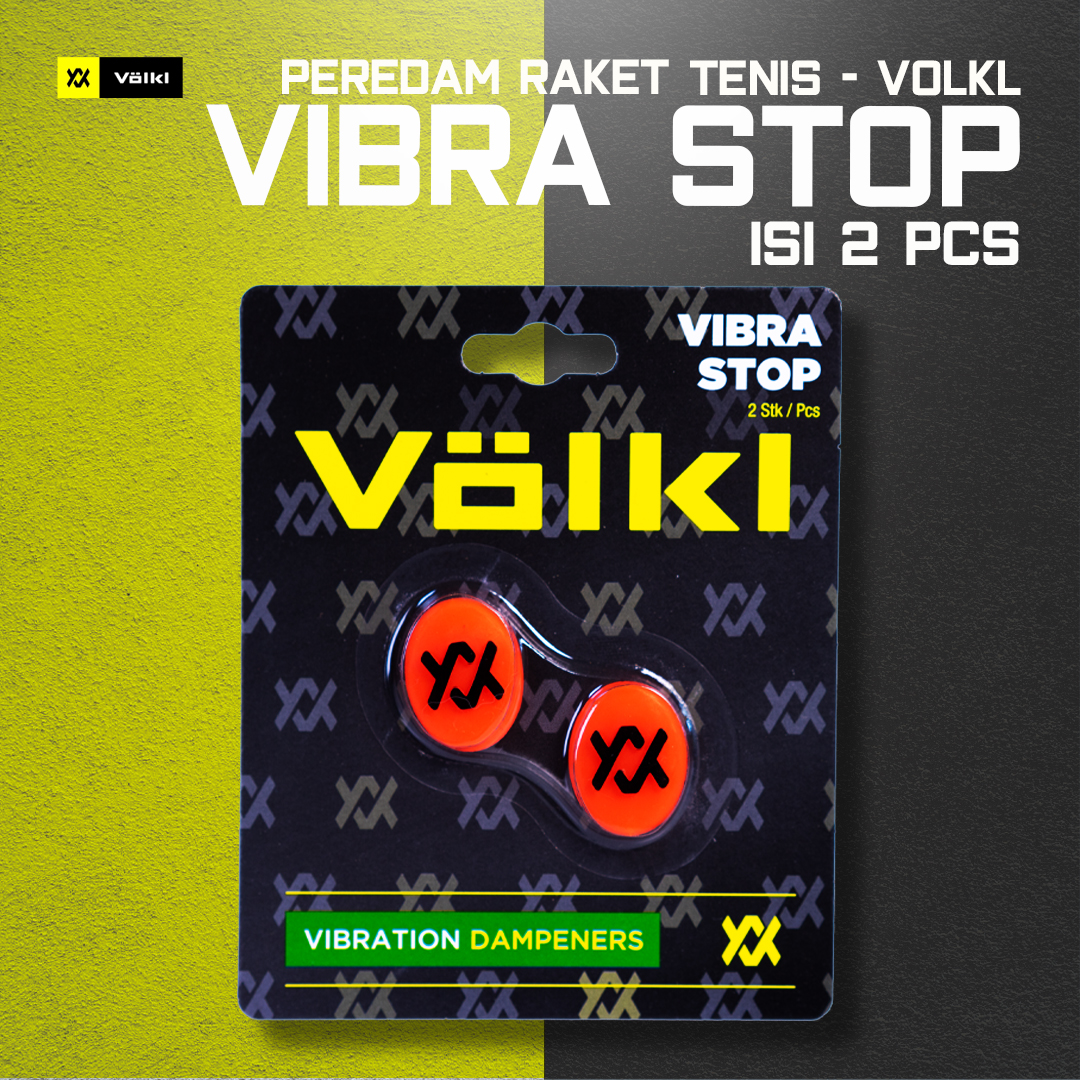 Völkl
PEREDAM RAKET TENIS - VOLKL
VIBRA STOP
ISI 2 PCS
VIBRA
STOP
2 Stk / Pcs
Völkl
VIBRATION DAMPENERS